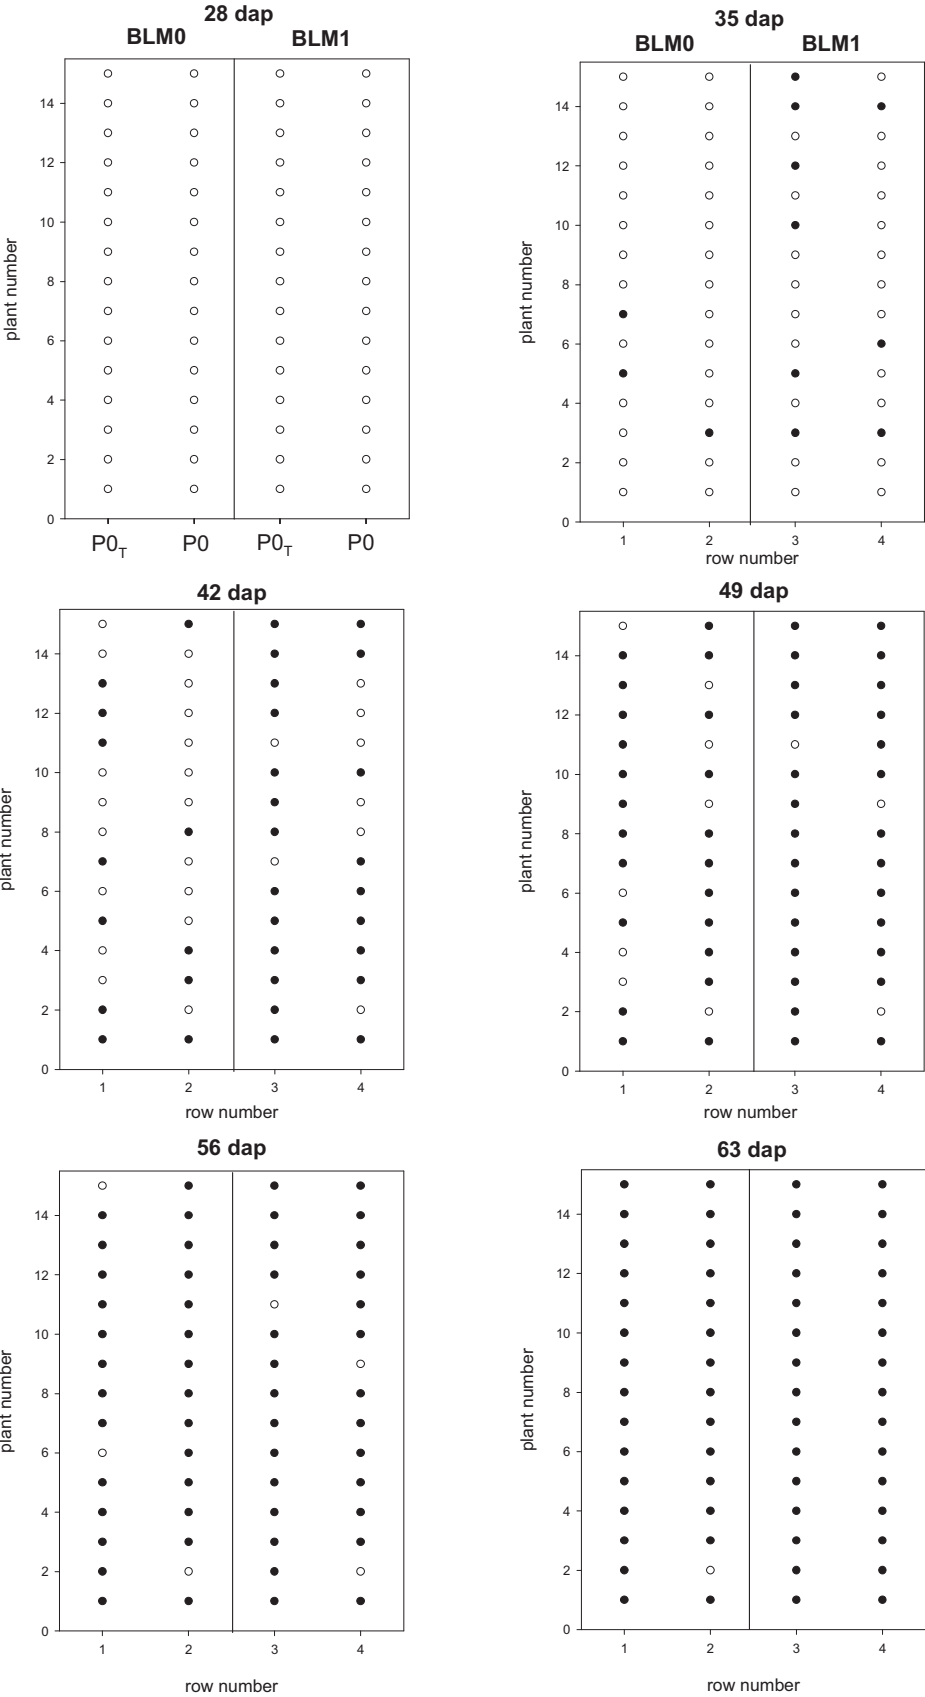 28 dap
BLM0 BLM1
14
12
10
8
6
4
2
0
plant number
P0T P0 P0T P0
35 dap
BLM0 BLM1
14
12
10
8
6
4
2
0
plant number
1 2 3 4
row number
42 dap
14
12
10
8
6
4
2
0
plant number
1 2 3 4
row number
49 dap
14
12
10
8
6
4
2
0
plant number
1 2 3 4
row number
56 dap
14
12
10
8
6
4
2
0
plant number
1 2 3 4
row number
63 dap
14
12
10
8
6
4
2
0
plant number
1 2 3 4
row number